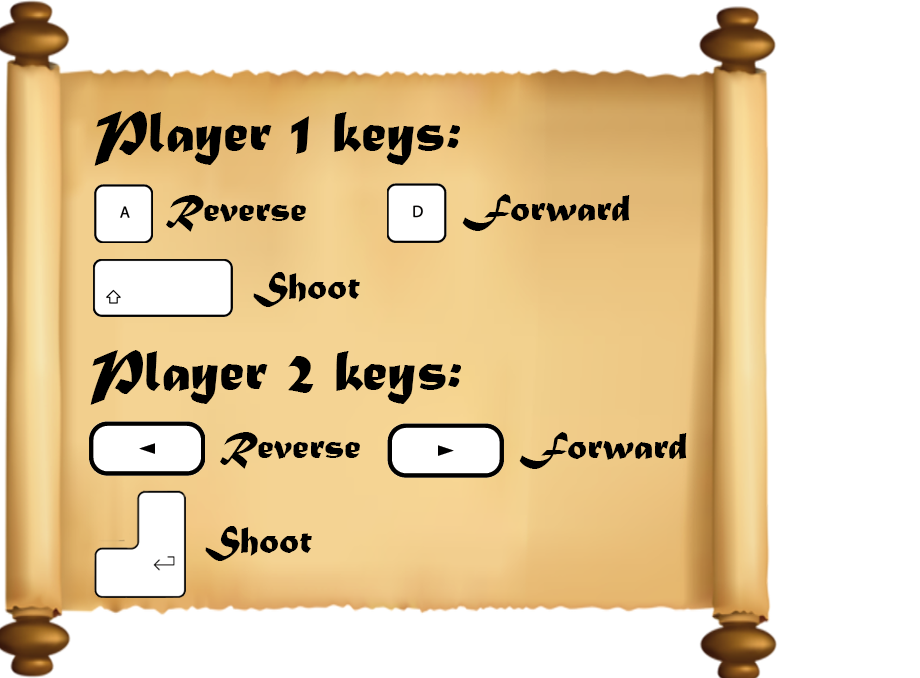 Player 1 keys:
A Reverse D Forward
⇧ Shoot
Player 2 keys:
◄ Reverse ► Forward
↵ Shoot